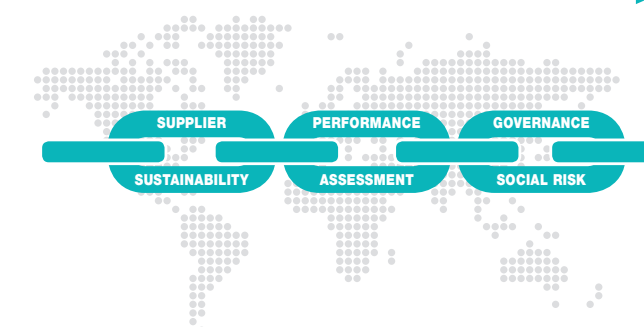 SUPPLIER
SUSTAINABILITY
PERFORMANCE
ASSESSMENT
GOVERNANCE
SOCIAL RISK